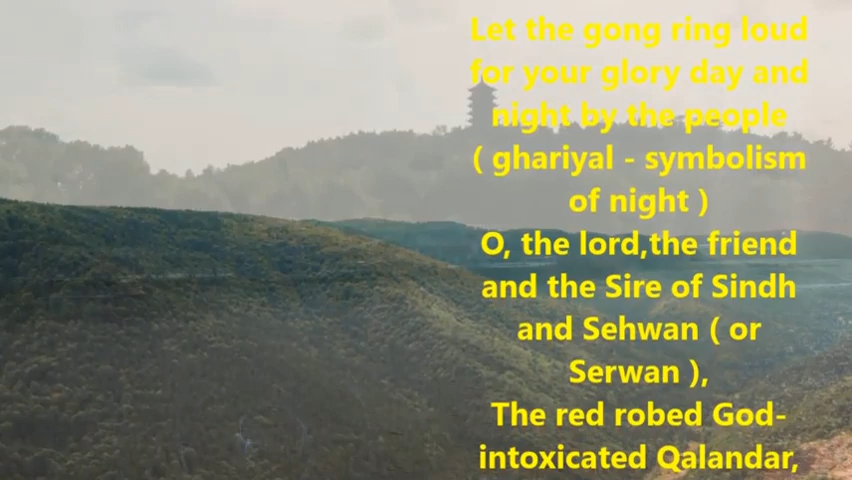 Let the gong ring loud
for your glory day and
night by the people
( ghariyal - symbolism
of night )
O, the lord,the friend
and the Sire of Sindh
and Sehwan ( or
Serwan ),
The red robed God-
intoxicated Qalandar,